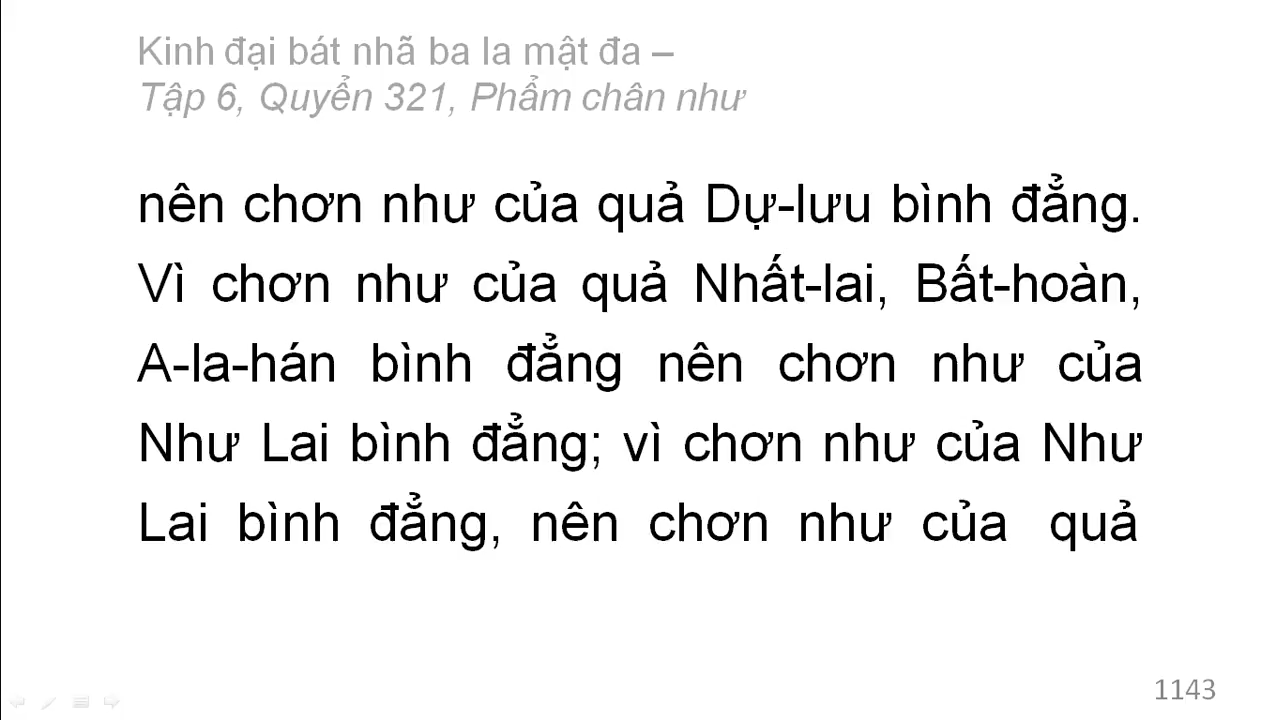 Kinh đại bát nhã ba la mật đa –
Tập 6, Quyển 321, Phẩm chân như
nên chơn như của quả Dự-lưu bình đẳng.
Vì chơn như của quả Nhất-lai, Bất-hoàn,
A-la-hán bình đẳng nên chơn như của
Như Lai bình đẳng; vì chơn như của Như
Lai bình đẳng, nên chơn như của quả
1143